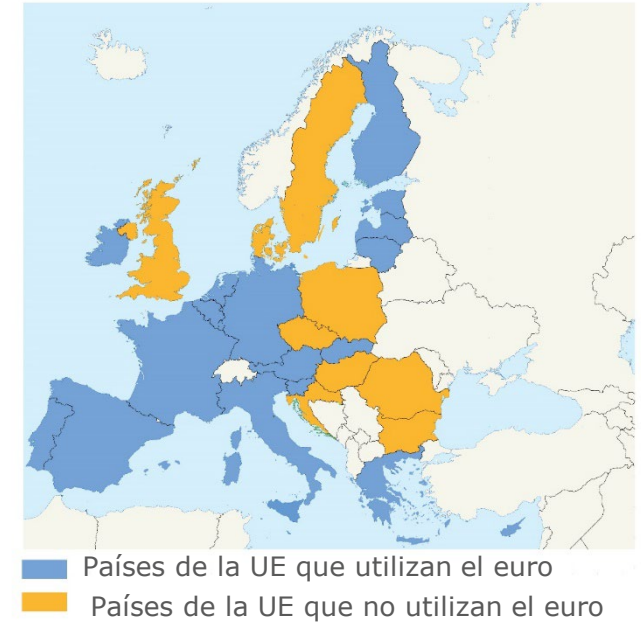 Países de la UE que utilizan el euro
Países de la UE que no utilizan el euro